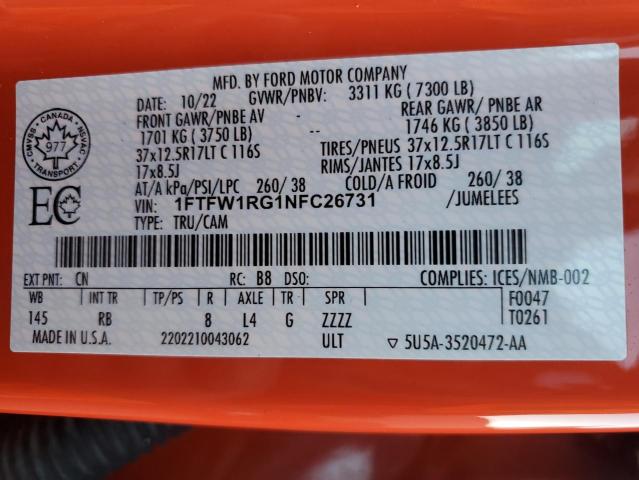 MFD. BY FORD MOTOR COMPANY
DATE: 10/22 GVWR/PNBV: 3311 KG ( 7300 LB)
FRONT GAWR/ PNBE AV REAR GAWR/ PNBE AR
1701 KG ( 3750 LB) -- 1746 KG ( 3850 LB)
37x12.5R17LT C 116S TIRES/PNEUS 37x12.5R17LT C 116S
17x8.5J RIMS/JANTES 17x8.5J
AT/A kPa/PSI/LPC 260/ 38 COLD/A FROID 260/ 38
VIN: 1FTFW1RG1NFC26731 /JUMELEES
TYPE: TRU/CAM
CANADA
CMVSS NSVAC
977
TRANSPORT
EC
EXT PNT: CN RC: B8 DSO: COMPLIES: ICES/NMB-002
WB INT TR TP/PS R AXLE TR SPR F0047
145 RB 8 L4 G ZZZZ T0261
MADE IN U.S.A. 2202210043062 ULT ▽ 5U5A-3520472-AA